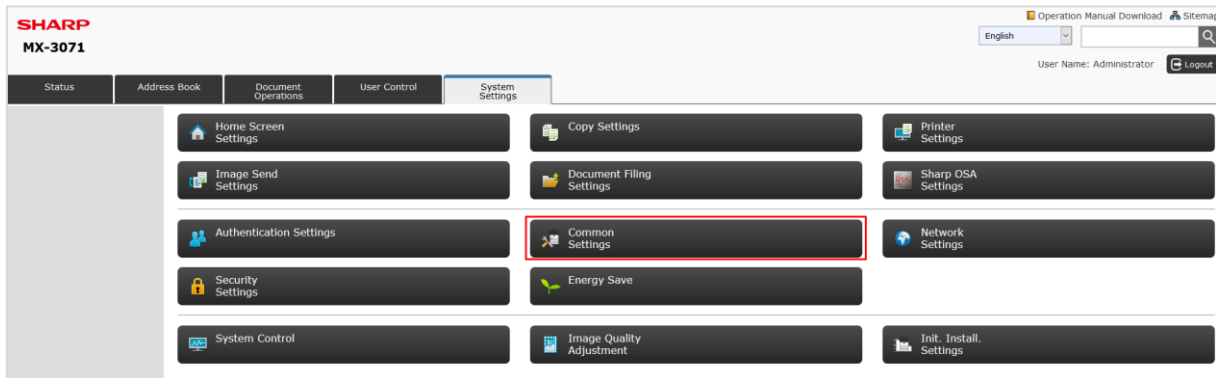 SHARP
MX-3071
Operation Manual Download Sitemap
English
User Name: Administrator Logout
Status Address Book Document Operations User Control System Settings
Home Screen
Settings
Copy Settings
Printer
Settings
Image Send
Settings
Document Filing
Settings
Sharp OSA
Settings
Authentication Settings
Common
Settings
Network
Settings
Security
Settings
Energy Save
System Control
Image Quality
Adjustment
Init. Install.
Settings